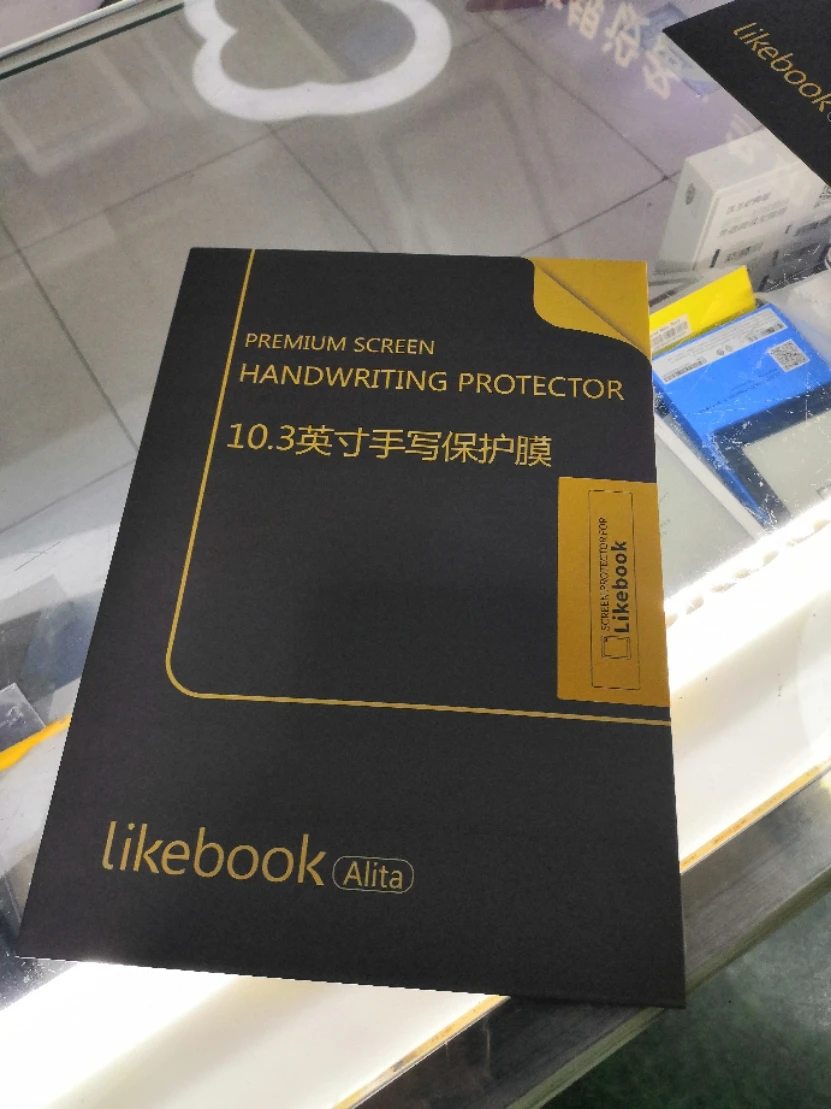 likebook
PREMIUM SCREEN
HANDWRITING PROTECTOR
10.3英寸手写保护膜
SCREEN PROTECTOR FOR
Likebook
likebook Alita